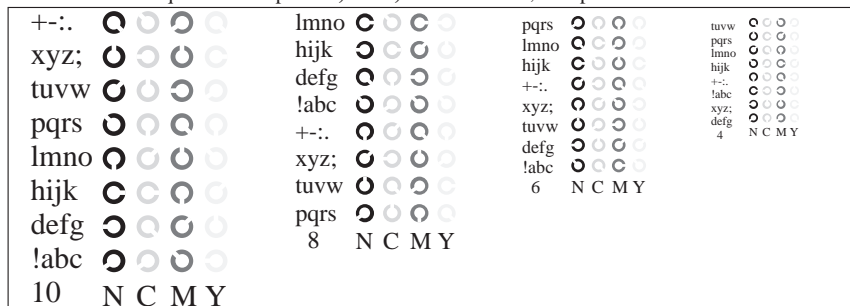 +-:.
xyz;
tuvw
pqrs
lmno
hijk
defg
!abc
10 N C M Y
lmno
hijk
defg
!abc
+-:.
xyz;
tuvw
pqrs
8 N C M Y
pqrs
lmno
hijk
+-:.
xyz;
tuvw
defg
!abc
6 N C M Y
tuvw
pqrs
lmno
hijk
+-:.
!abc
xyz;
defg
4 N C M Y